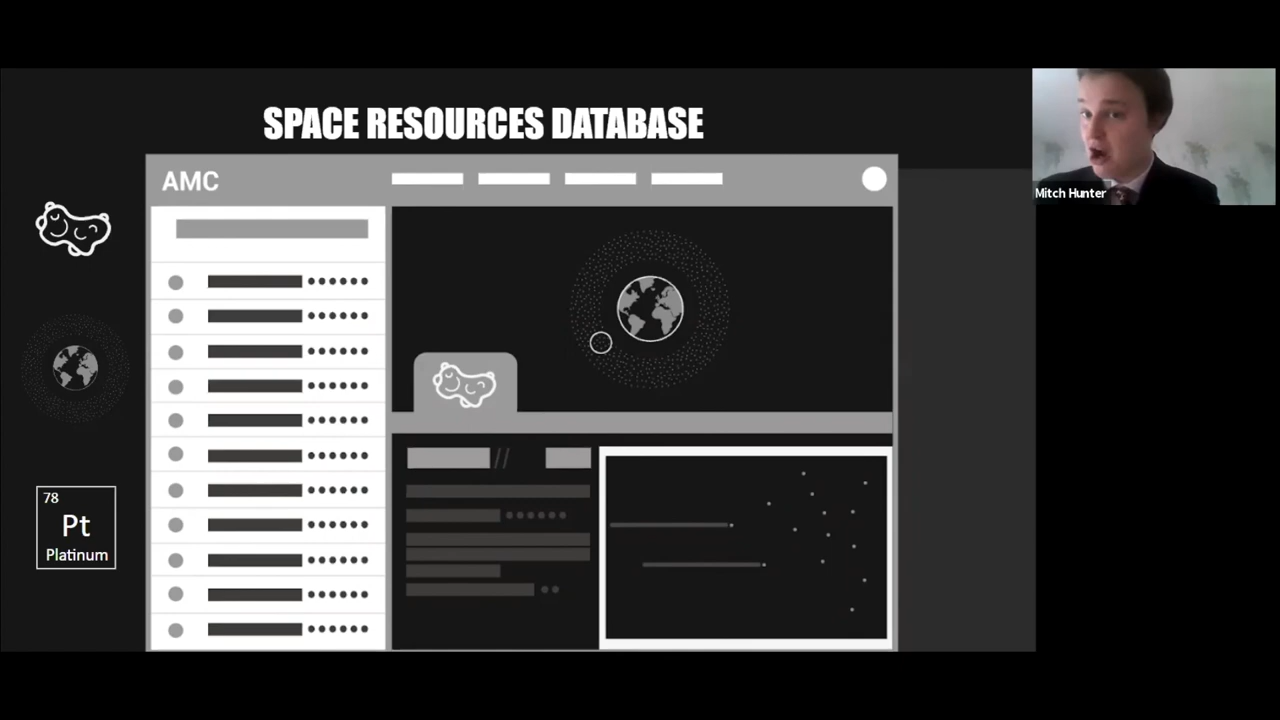 SPACE RESOURCES DATABASE
AMC
Mitch Hunter
78
Pt
Platinum